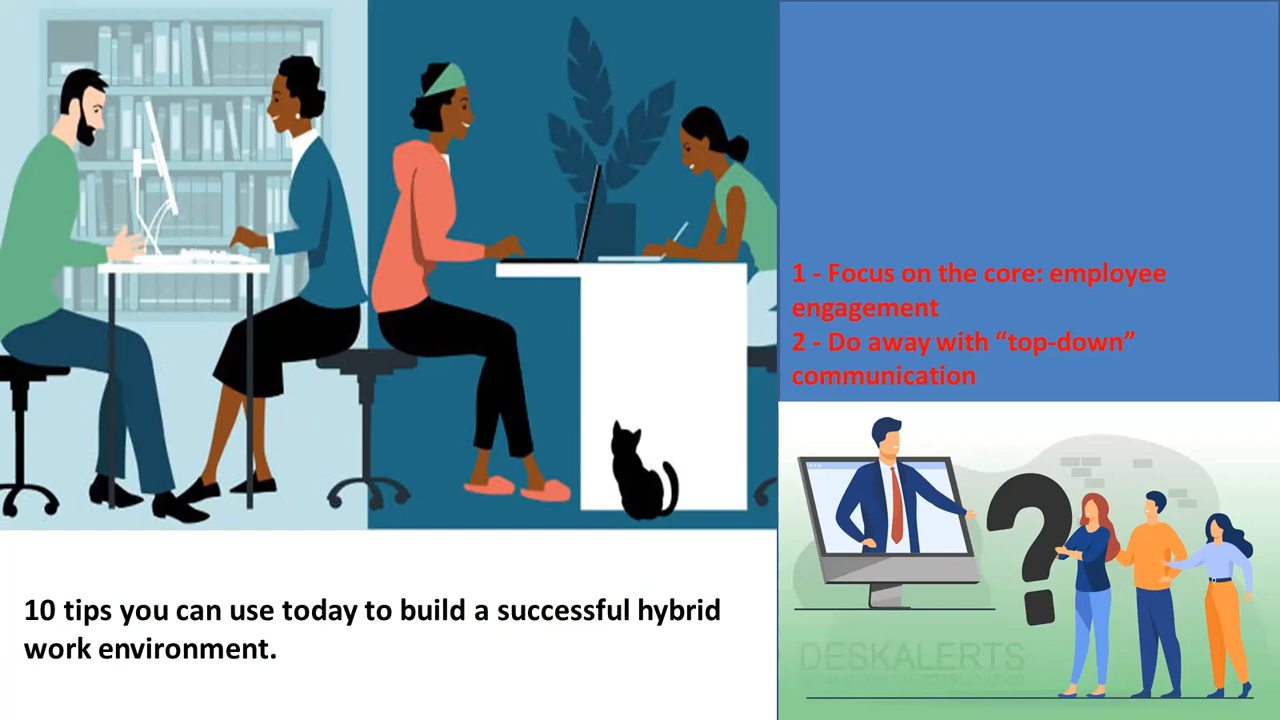 1 - Focus on the core: employee
engagement
2 - Do away with “top-down”
communication
10 tips you can use today to build a successful hybrid
work environment.
DESKALERTS